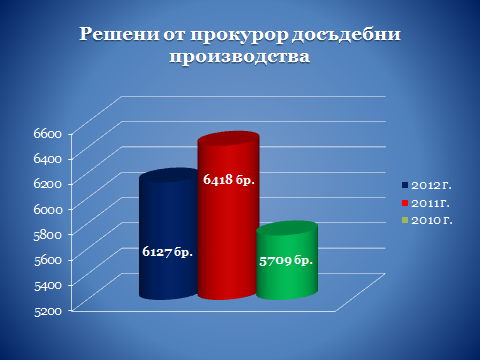 Решени от прокурор досъдебни
производства
6600
6400
6200
6000
5800
5600
5400
5200
6127 бр.
6418 бр.
5709 бр.
2012 г.
2011г.
2010 г.